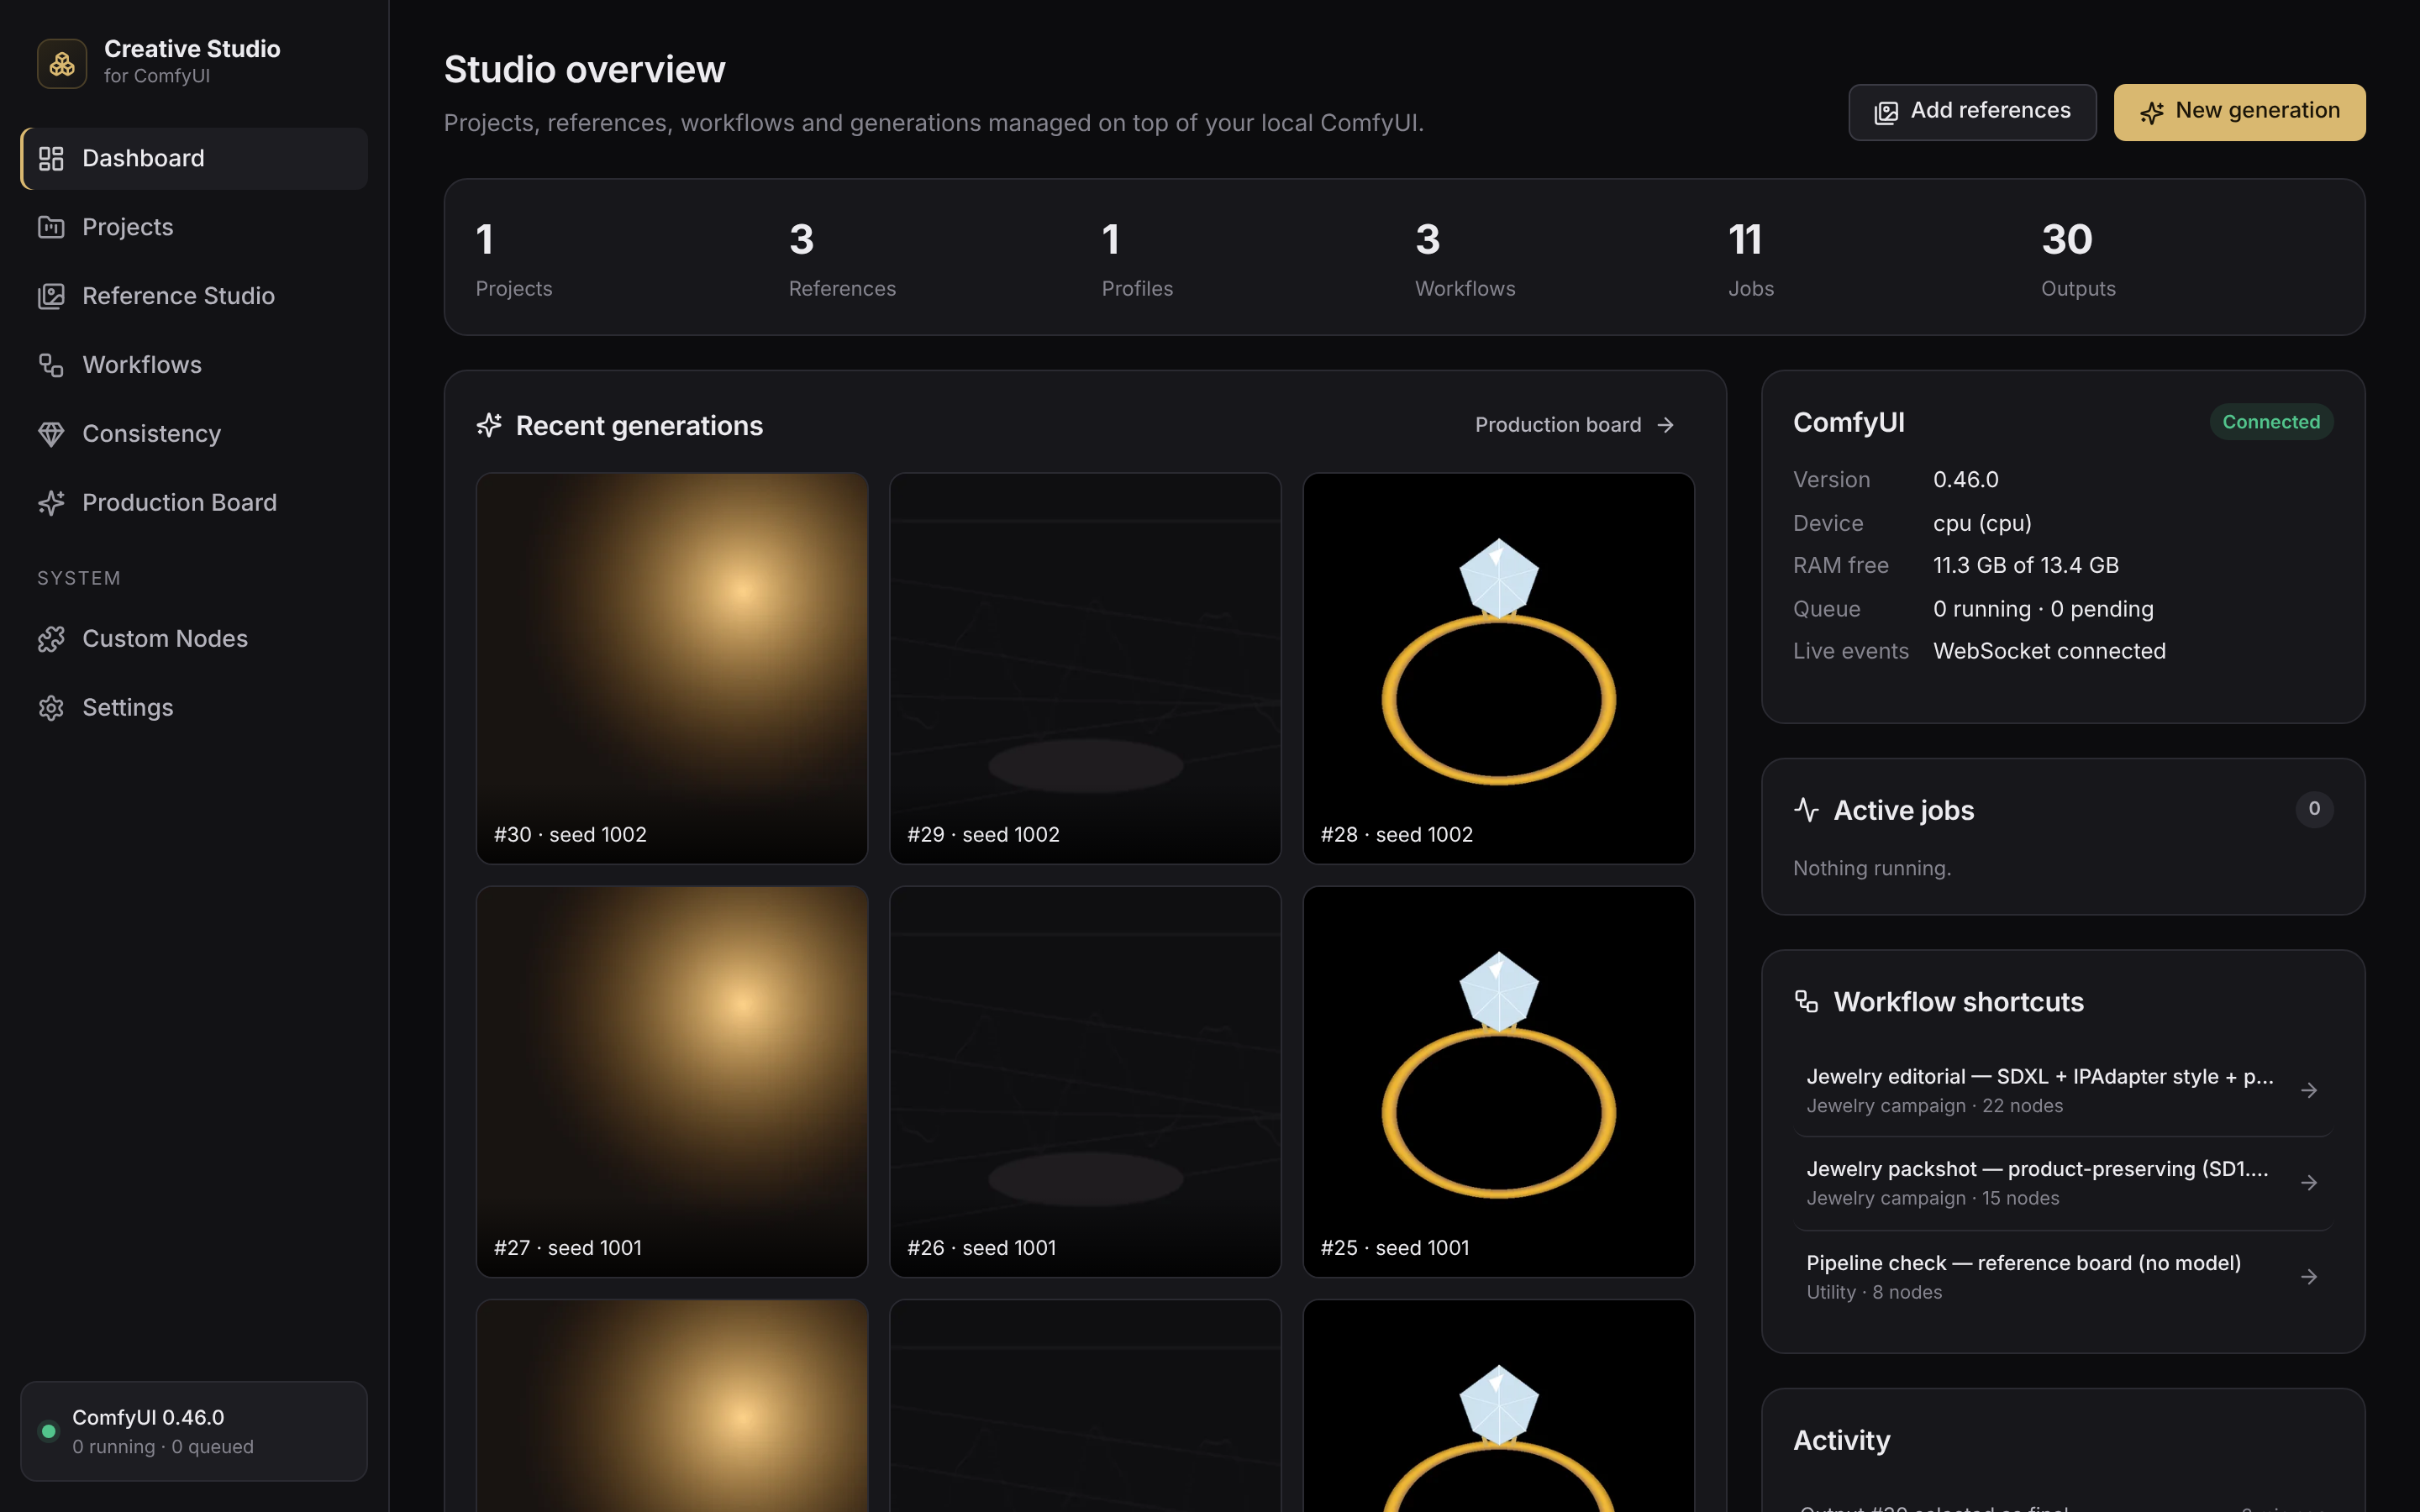 Creative Studio
for ComfyUI
Dashboard
Projects
Reference Studio
Workflows
Consistency
Production Board
SYSTEM
Custom Nodes
Settings
ComfyUI 0.46.0
0 running · 0 queued
Studio overview
Projects, references, workflows and generations managed on top of your local ComfyUI.
Add references
New generation
1
Projects
3
References
1
Profiles
3
Workflows
11
Jobs
30
Outputs
Recent generations
Production board
#30 · seed 1002
#29 · seed 1002
#28 · seed 1002
#27 · seed 1001
#26 · seed 1001
#25 · seed 1001
ComfyUI
Connected
Version 0.46.0
Device cpu (cpu)
RAM free 11.3 GB of 13.4 GB
Queue 0 running · 0 pending
Live events WebSocket connected
Active jobs
0
Nothing running.
Workflow shortcuts
Jewelry editorial — SDXL + IPAdapter style + p...
Jewelry campaign · 22 nodes
Jewelry packshot — product-preserving (SD1....
Jewelry campaign · 15 nodes
Pipeline check — reference board (no model)
Utility · 8 nodes
Activity